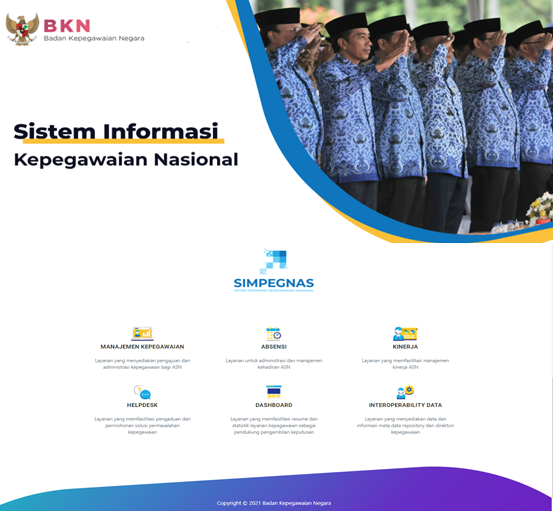 BKN
Badan Kepegawaian Negara
Sistem Informasi
Kepegawaian Nasional
SIMPEGNAS
MANAJEMEN KEPEGAWAIAN
Layanan yang menyediakan pengajuan dan
administrasi kepegawaian bagi ASN
ABSENSI
Layanan untuk administrasi dan manajemen
kehadiran ASN
KINERJA
Layanan yang memfasilitasi manajemen
kinerja ASN
HELPDESK
Layanan yang memfasilitasi pengaduan dan
permohonan solusi permasalahan
kepegawaian
DASHBOARD
Layanan yang memfasilitasi resume dan
statistik layanan kepegawaian sebagai
pendukung pengambilan keputusan
INTEROPERABILITY DATA
Layanan yang menyediakan data dan
informasi meta data repository dan direktori
kepegawaian
Copyright © 2021 Badan Kepegawaian Negara